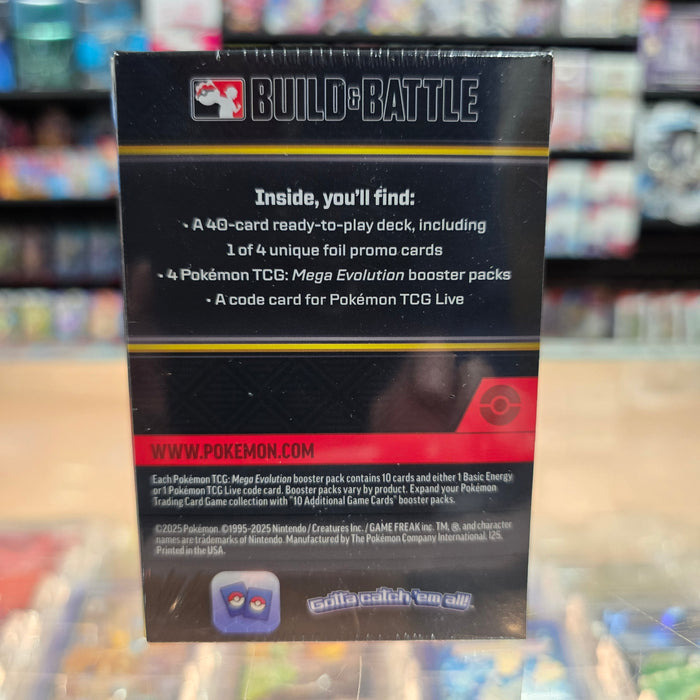 BUILD & BATTLE
Inside, you'll find:
• A 40-card ready-to-play deck, including
1 of 4 unique foil promo cards
• 4 Pokémon TCG: Mega Evolution booster packs
• A code card for Pokémon TCG Live
WWW.POKEMON.COM
Each Pokémon TCG: Mega Evolution booster pack contains 10 cards and either 1 Basic Energy
or 1 Pokémon TCG Live code card. Booster packs vary by product. Expand your Pokémon
Trading Card Game collection with "10 Additional Game Cards" booster packs.
©2025 Pokémon. ©1995-2025 Nintendo / Creatures Inc. / GAME FREAK inc. TM, ®, and character
names are trademarks of Nintendo. Manufactured by The Pokémon Company International, 125.
Printed in the USA.
Gotta catch 'em all!